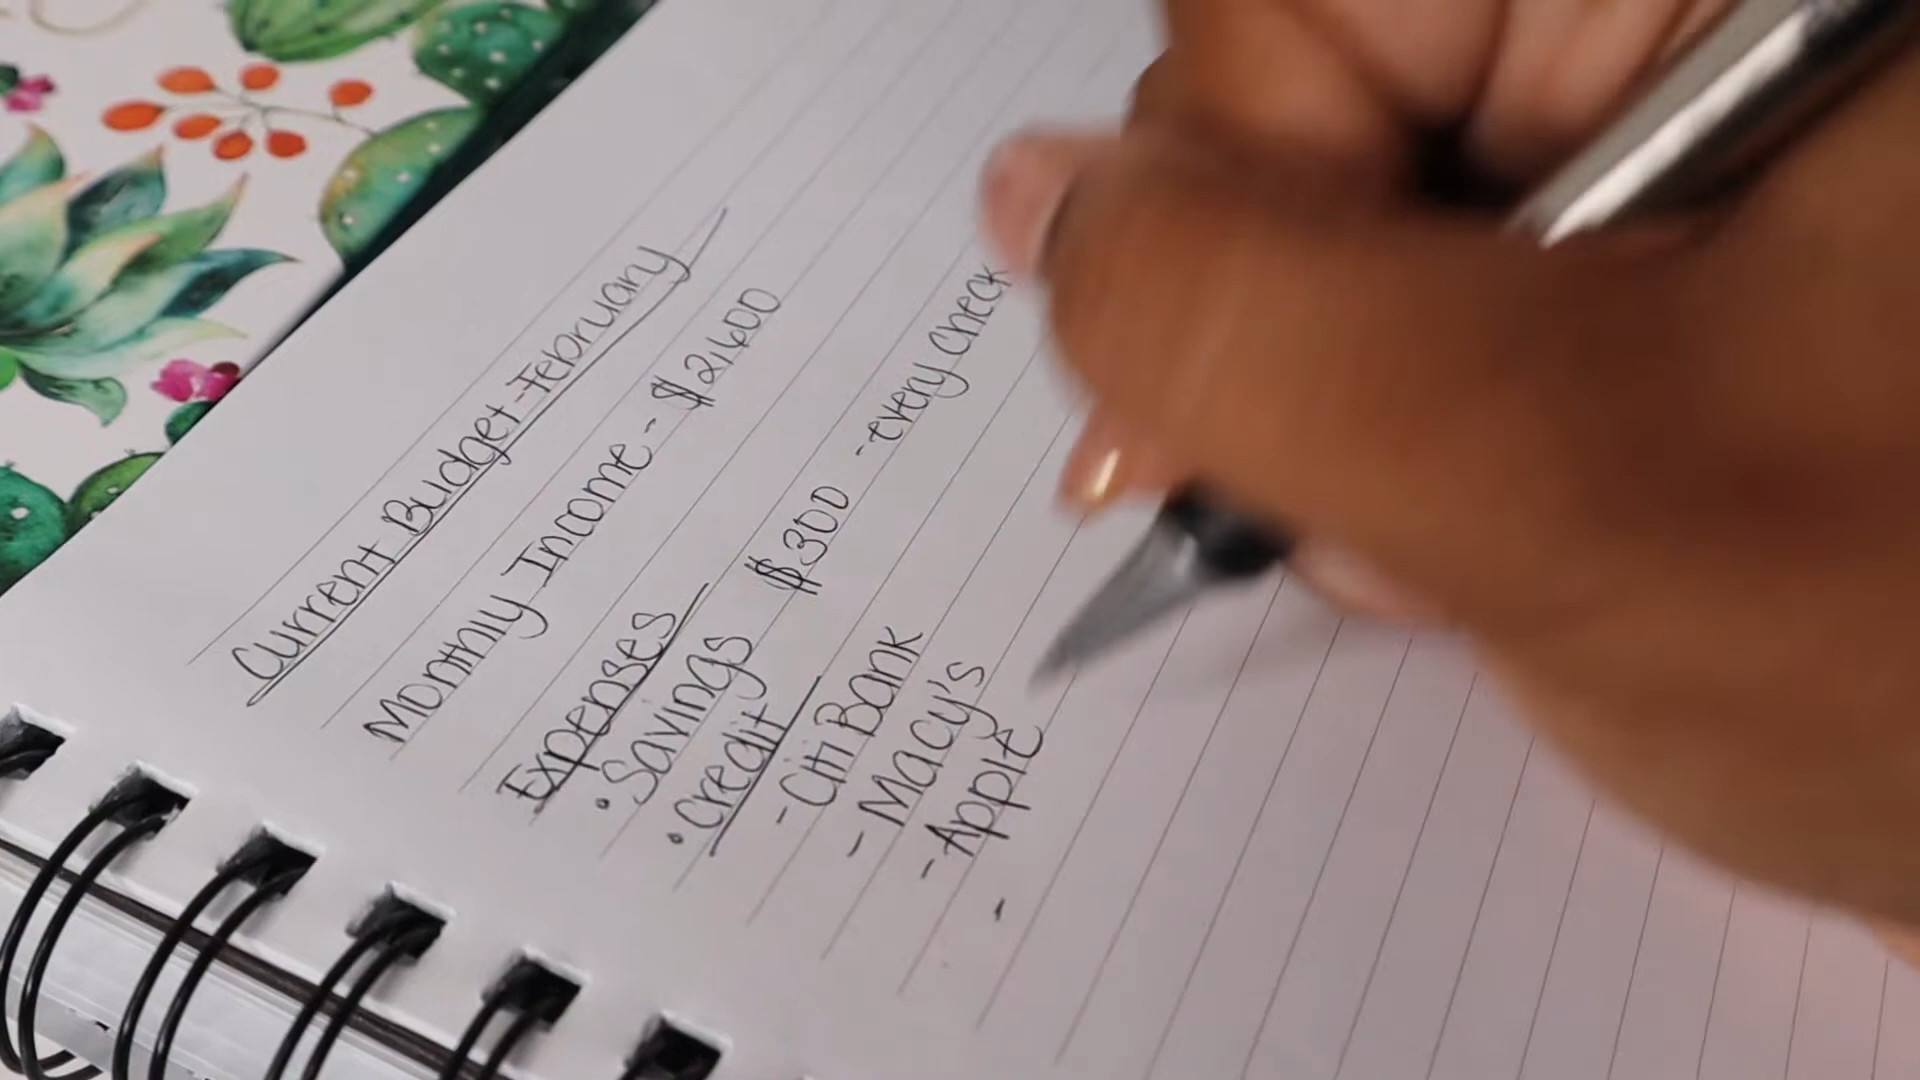 Current Budget - February
Monthly Income - $2,600
Expenses
• Savings $300 - every check
• Credit
- Citi Bank
- Macy's
- Apple
-